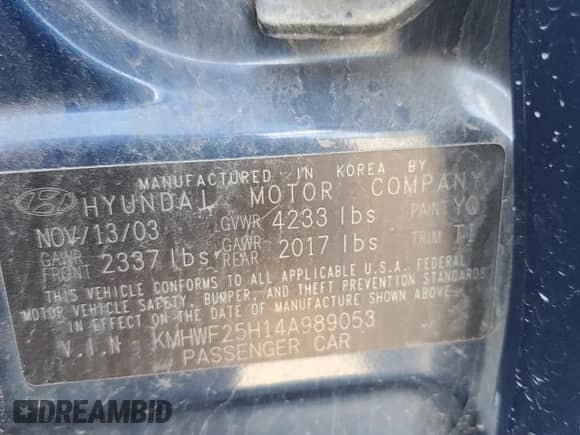 MANUFACTURED IN KOREA BY
HYUNDAI MOTOR COMPANY
NOV/13/03 GVWR 4233 lbs PAINT YQ
GAWR FRONT 2337 lbs GAWR REAR 2017 lbs TRIM TI
THIS VEHICLE CONFORMS TO ALL APPLICABLE U.S.A. FEDERAL
MOTOR VEHICLE SAFETY, BUMPER, AND THEFT PREVENTION STANDARDS
IN EFFECT ON THE DATE OF MANUFACTURE SHOWN ABOVE.
V.I.N KMHWF25H14A989053
PASSENGER CAR
DREAMBID